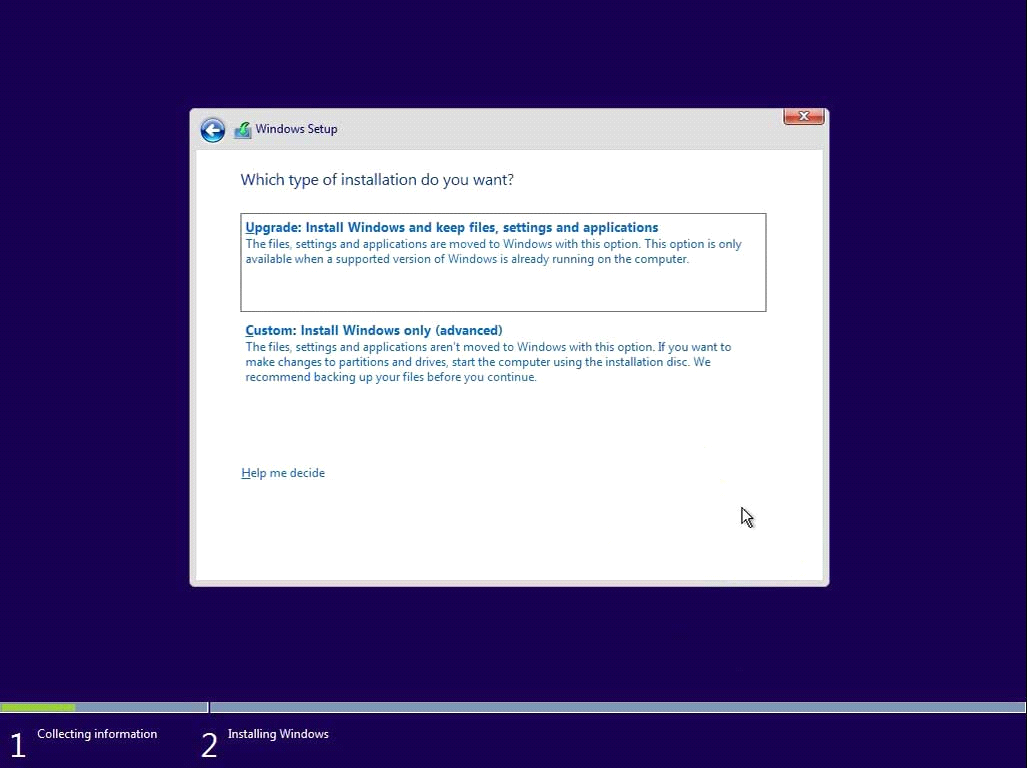 Windows Setup
Which type of installation do you want?
Upgrade: Install Windows and keep files, settings and applications
The files, settings and applications are moved to Windows with this option. This option is only
available when a supported version of Windows is already running on the computer.
Custom: Install Windows only (advanced)
The files, settings and applications aren't moved to Windows with this option. If you want to
make changes to partitions and drives, start the computer using the installation disc. We
recommend backing up your files before you continue.
Help me decide
1 Collecting information
2 Installing Windows